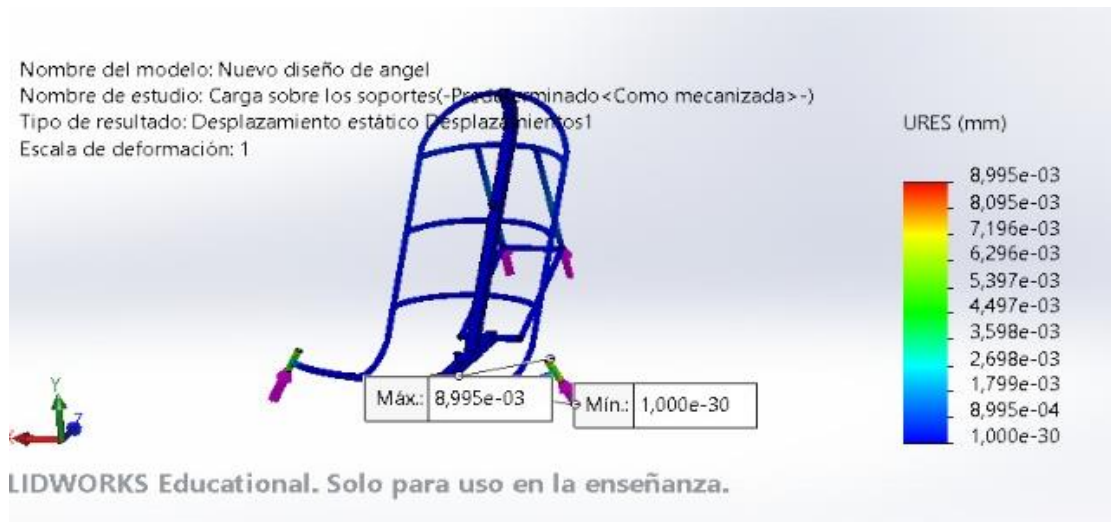 Nombre del modelo: Nuevo diseño de angel
Nombre de estudio: Carga sobre los soportes(-Predeterminado<Como mecanizada>-)
Tipo de resultado: Desplazamiento estático Desplazamientos1
Escala de deformación: 1
URES (mm)
8,995e-03
8,095e-03
7,196e-03
6,296e-03
5,397e-03
4,497e-03
3,598e-03
2,698e-03
1,799e-03
8,995e-04
1,000e-30
Máx.: 8,995e-03
Mín.: 1,000e-30
Y
Z
LIDWORKS Educational. Solo para uso en la enseñanza.